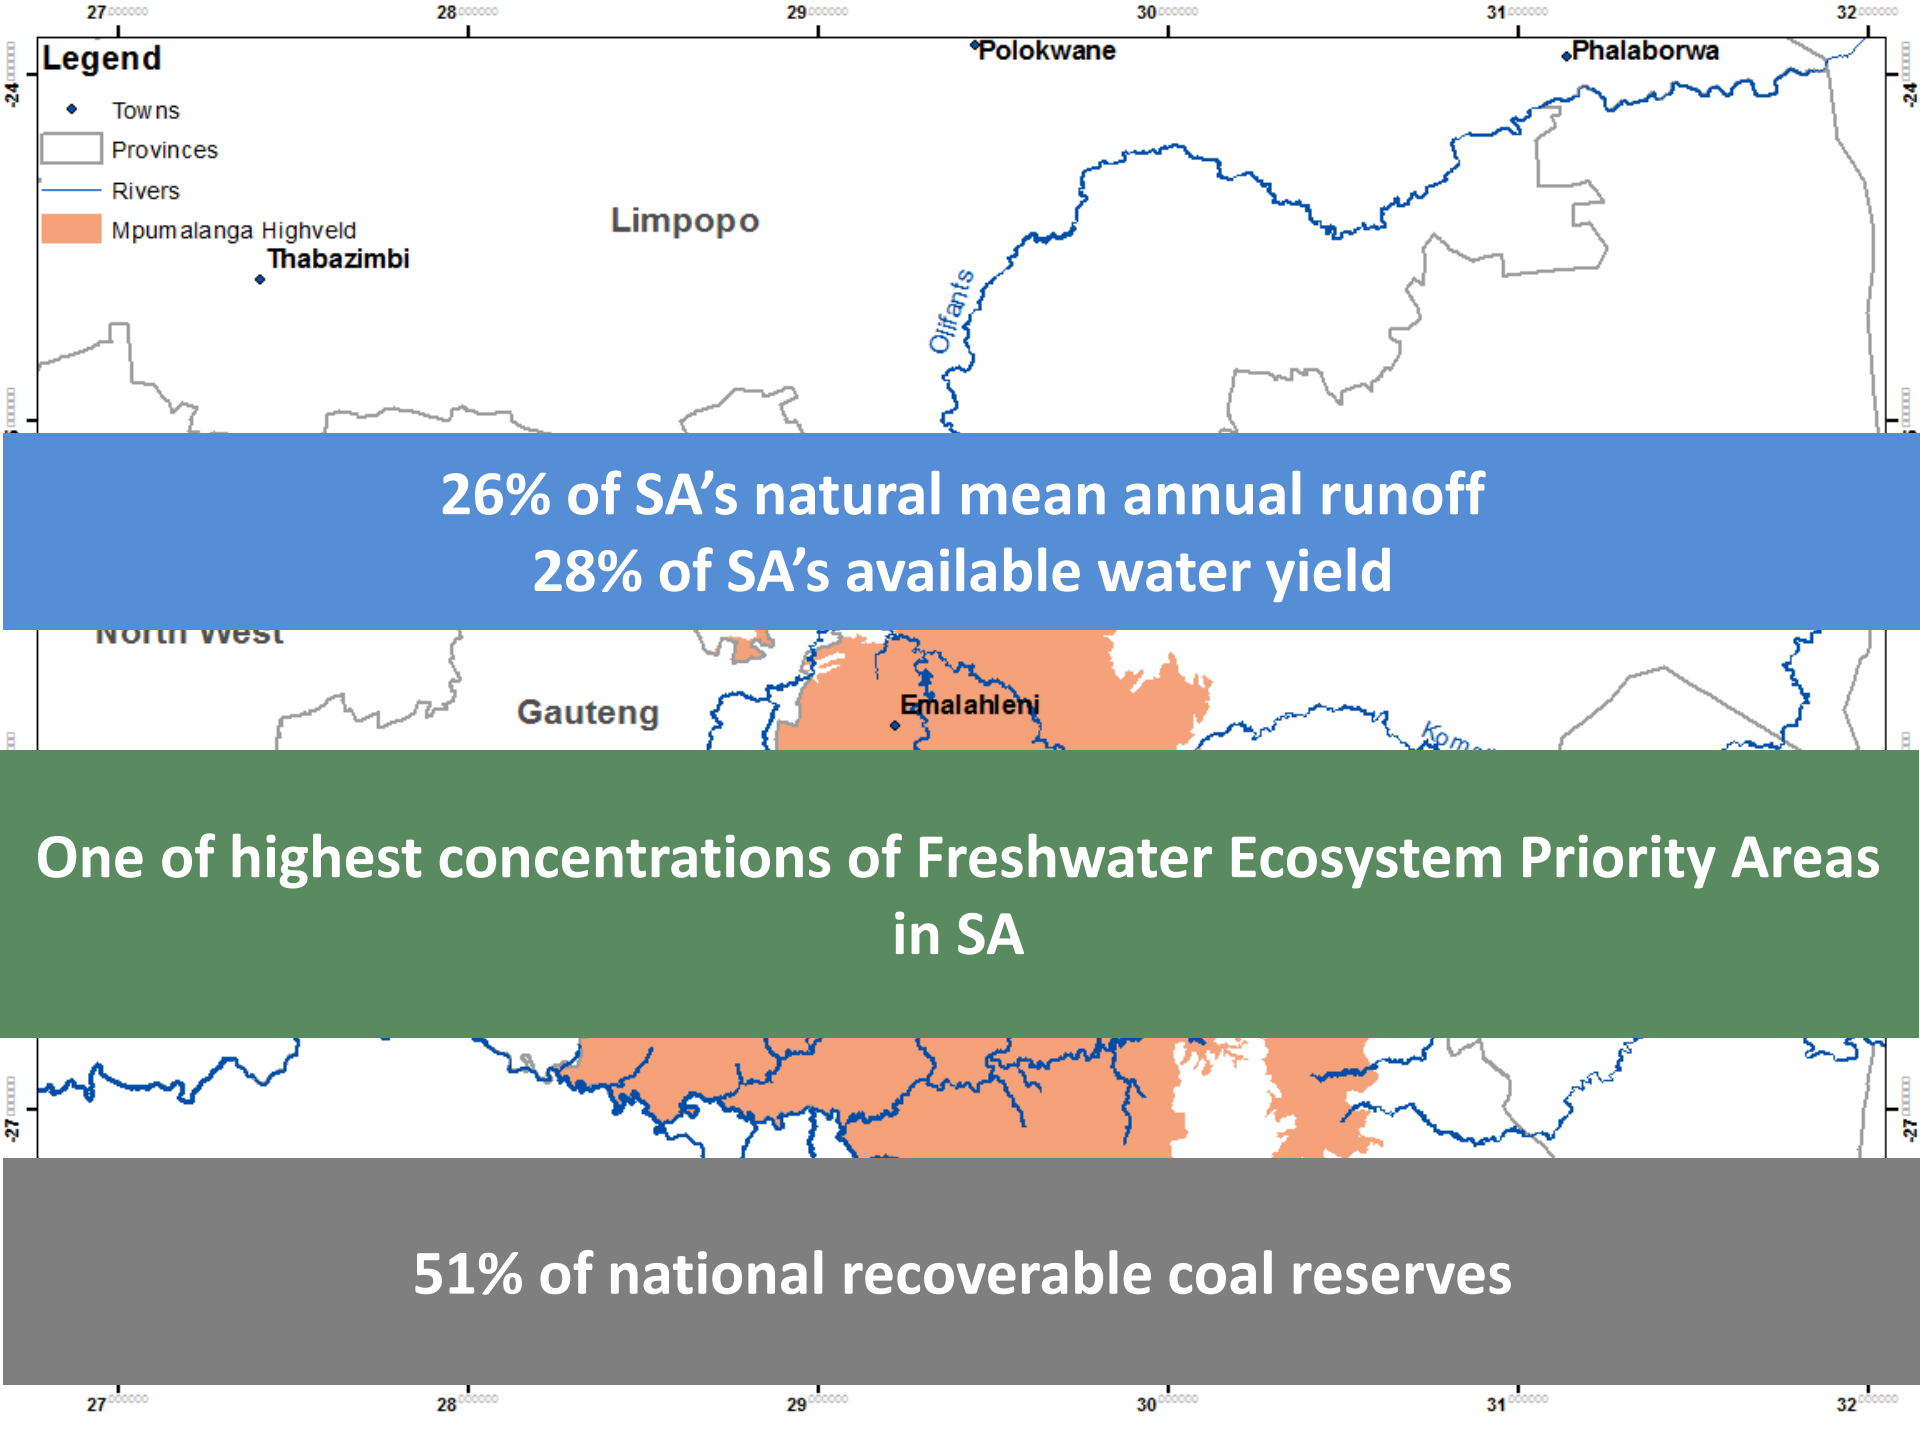 27 28 29 30 31 32
Legend
Towns
Provinces
Rivers
Mpumalanga Highveld
Polokwane
Phalaborwa
-24
-24
Limpopo
Thabazimbi
Olifants
26% of SA’s natural mean annual runoff
28% of SA’s available water yield
North West
Gauteng
Emalahleni
One of highest concentrations of Freshwater Ecosystem Priority Areas
in SA
-27
-27
51% of national recoverable coal reserves
27 28 29 30 31 32